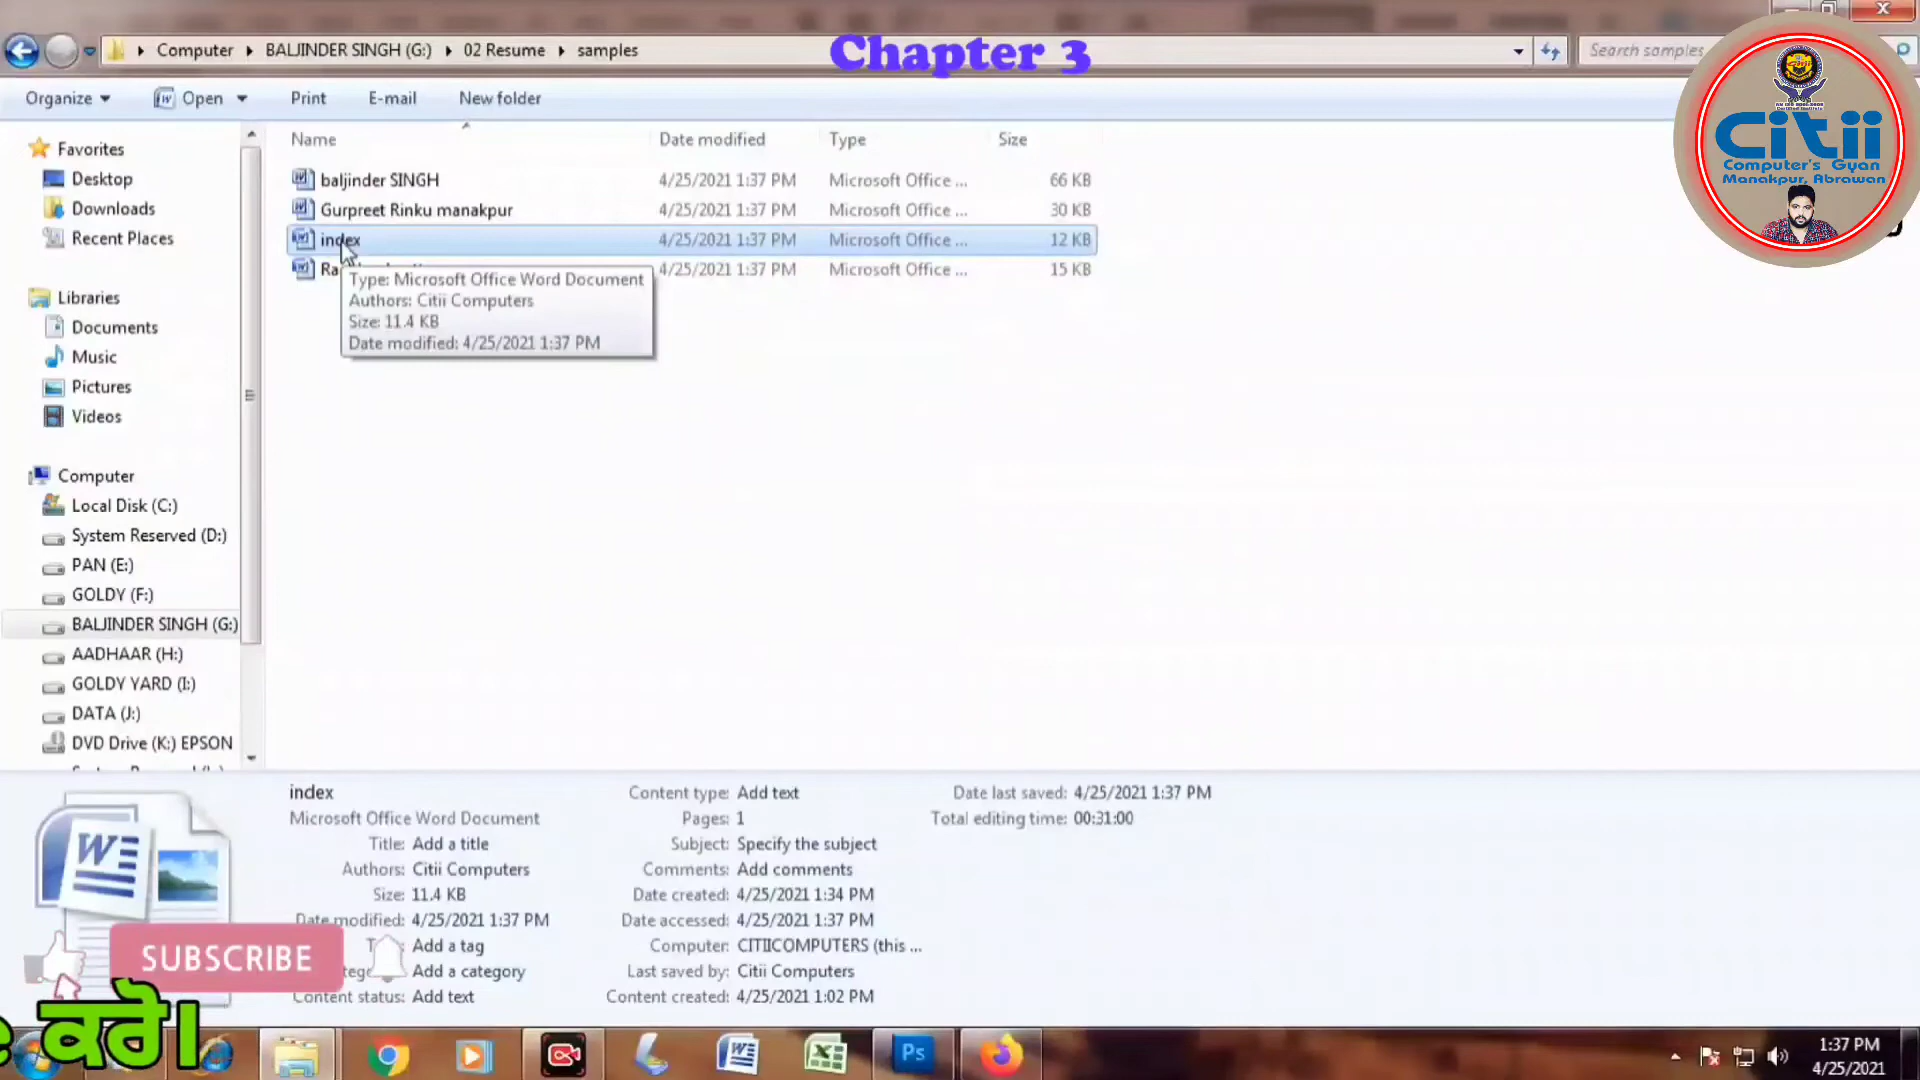 Computer ▸ BALJINDER SINGH (G:) ▸ 02 Resume ▸ samples
Chapter 3
Search samples
Organize Open Print E-mail New folder
Citii
Computer's Gyan
Manakpur, Abrawan
Name Date modified Type Size
baljinder SINGH 4/25/2021 1:37 PM Microsoft Office ... 66 KB
Gurpreet Rinku manakpur 4/25/2021 1:37 PM Microsoft Office ... 30 KB
index 4/25/2021 1:37 PM Microsoft Office ... 12 KB
4/25/2021 1:37 PM Microsoft Office ... 15 KB
Type: Microsoft Office Word Document
Authors: Citii Computers
Size: 11.4 KB
Date modified: 4/25/2021 1:37 PM
Favorites
Desktop
Downloads
Recent Places
Libraries
Documents
Music
Pictures
Videos
Computer
Local Disk (C:)
System Reserved (D:)
PAN (E:)
GOLDY (F:)
BALJINDER SINGH (G:)
AADHAAR (H:)
GOLDY YARD (I:)
DATA (J:)
DVD Drive (K:) EPSON
index
Microsoft Office Word Document
Title: Add a title
Authors: Citii Computers
Size: 11.4 KB
Date modified: 4/25/2021 1:37 PM
Add a tag
Add a category
Content status: Add text
Content type: Add text
Pages: 1
Subject: Specify the subject
Comments: Add comments
Date created: 4/25/2021 1:34 PM
Date accessed: 4/25/2021 1:37 PM
Computer: CITIICOMPUTERS (this ...
Last saved by: Citii Computers
Content created: 4/25/2021 1:02 PM
Date last saved: 4/25/2021 1:37 PM
Total editing time: 00:31:00
SUBSCRIBE
e ਕਰੋ।
Ps
1:37 PM
4/25/2021